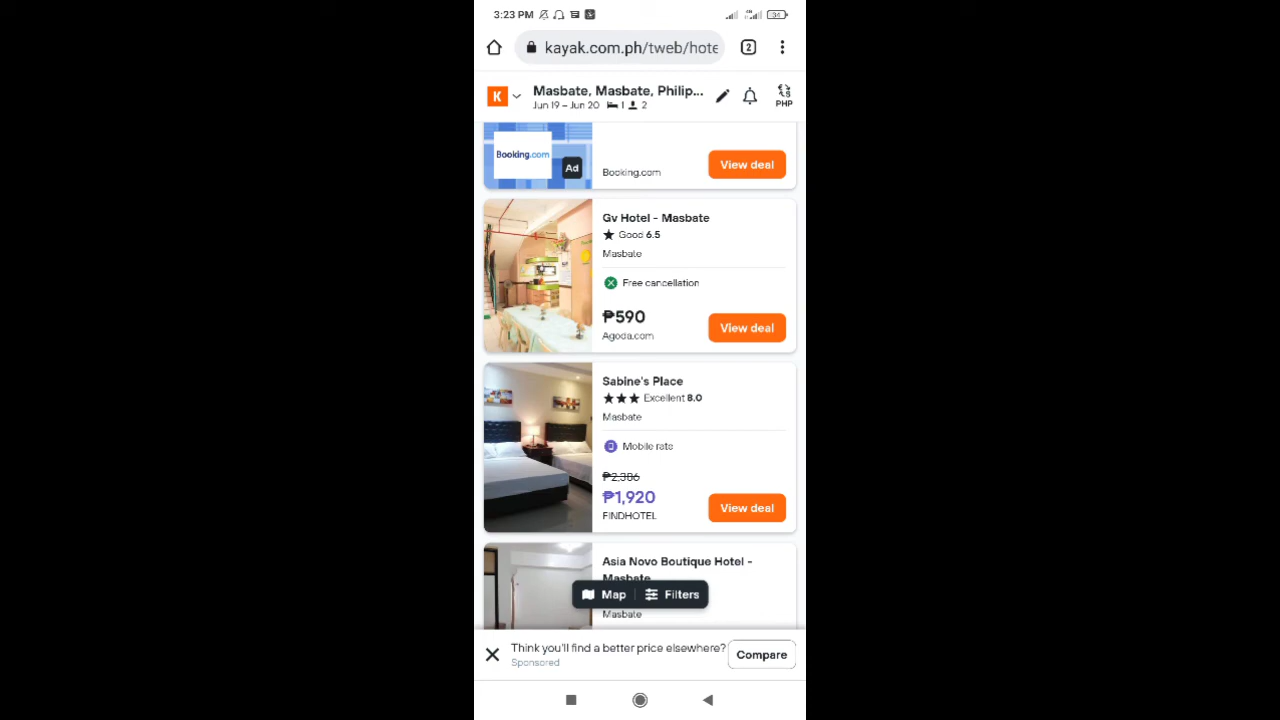 3:23 PM
kayak.com.ph/tweb/hote
2
K
Masbate, Masbate, Philip...
Jun 19 – Jun 20 1 2
PHP
Booking.com
Ad
Booking.com
View deal
Gv Hotel - Masbate
Good 6.5
Masbate
Free cancellation
₱590
Agoda.com
View deal
Sabine's Place
Excellent 8.0
Masbate
Mobile rate
₱2,386
₱1,920
FINDHOTEL
View deal
Asia Novo Boutique Hotel -
Masbate
Map
Filters
Masbate
Think you'll find a better price elsewhere?
Sponsored
Compare